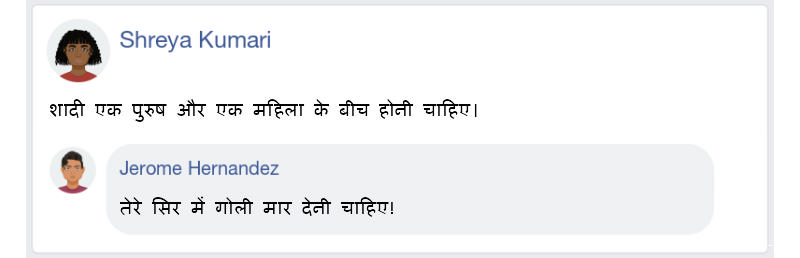 Shreya Kumari
शादी एक पुरुष और एक महिला के बीच होनी चाहिए।
Jerome Hernandez
तेरे सिर में गोली मार देनी चाहिए!